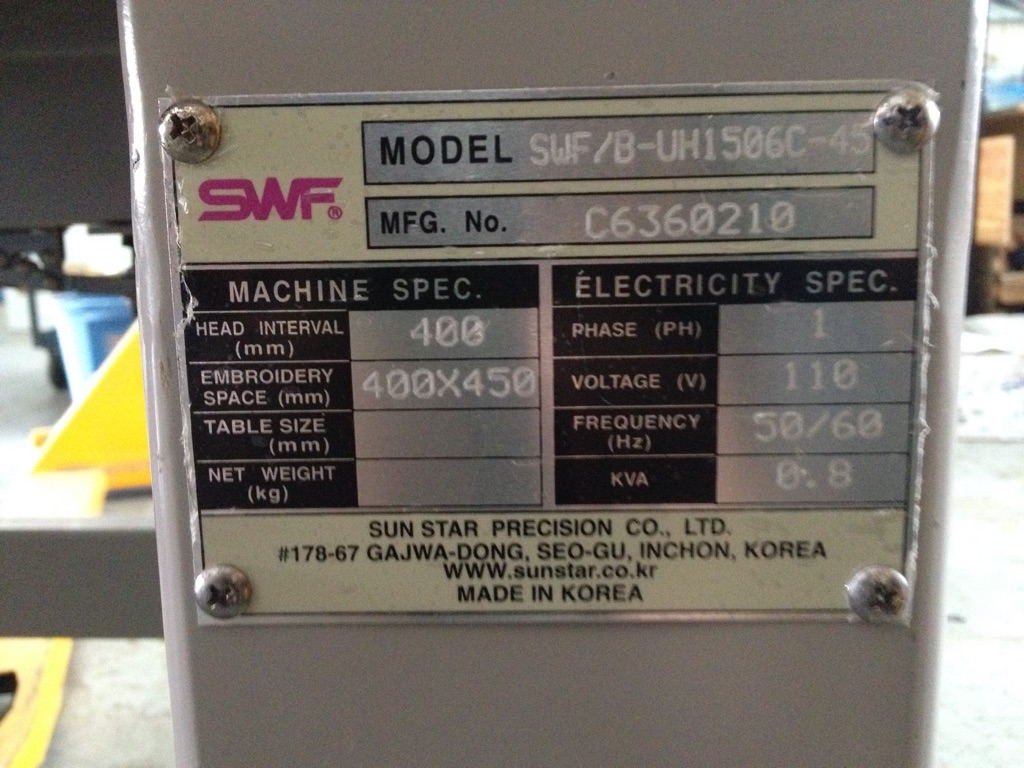 MODEL SWF/B-UH1506C-45
SWF®
MFG. No. C6360210
MACHINE SPEC.
HEAD INTERVAL (mm) 400
EMBROIDERY SPACE (mm) 400X450
TABLE SIZE (mm)
NET WEIGHT (kg)
ELECTRICITY SPEC.
PHASE (PH) 1
VOLTAGE (V) 110
FREQUENCY (Hz) 50/60
KVA 0.8
SUN STAR PRECISION CO., LTD.
#178-67 GAJWA-DONG, SEO-GU, INCHON, KOREA
WWW.sunstar.co.kr
MADE IN KOREA